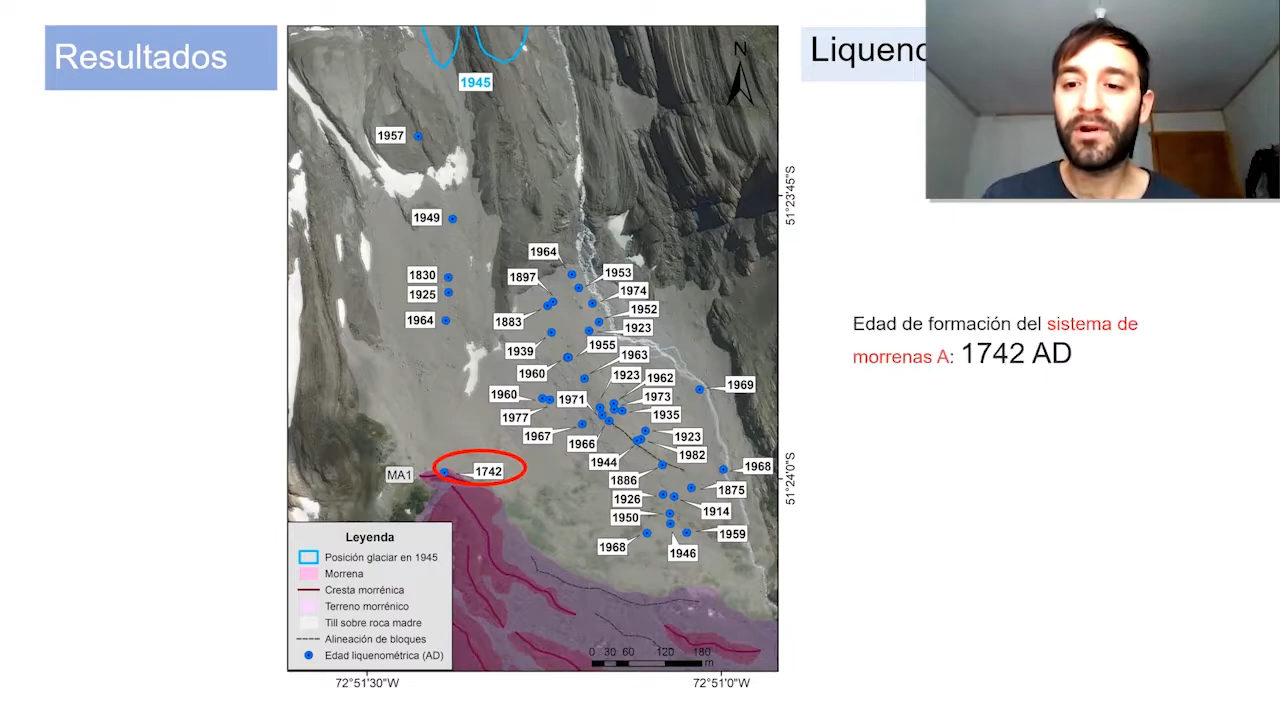 Resultados
Liquenc
N
1945
1957
1949
1830
1925
1964
1964
1897
1953
1974
1883
1952
1923
1939
1955
1963
1960
1923
1962
1960
1971
1973
1969
1977
1935
1967
1966
1923
1944
1982
1968
MA1
1742
1886
1875
1926
1914
1950
1959
1968
1946
51°23'45"S
51°24'0"S
Edad de formación del sistema de
morrenas A: 1742 AD
Leyenda
Posición glaciar en 1945
Morrena
Cresta morrénica
Terreno morrénico
Till sobre roca madre
Alineación de bloques
Edad liquenométrica (AD)
0 30 60 120 180
m
72°51'30"W
72°51'0"W